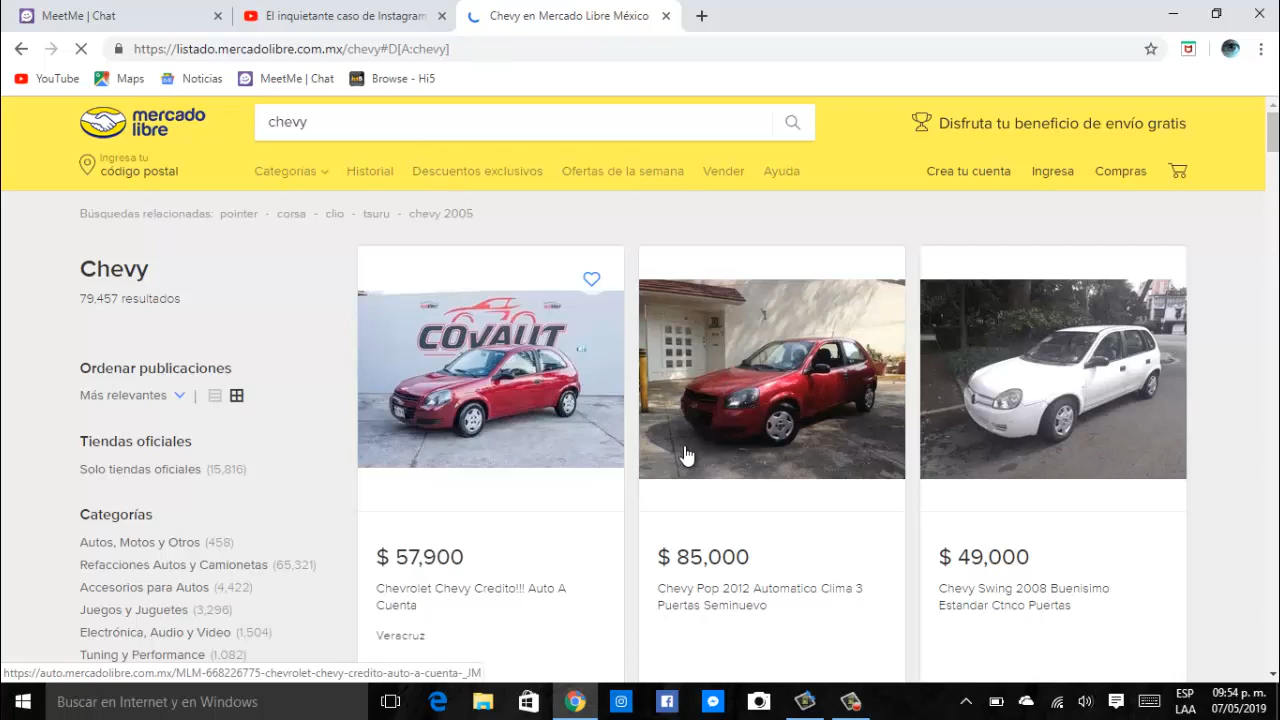 MeetMe | Chat
El inquietante caso de Instagram
Chevy en Mercado Libre México
https://listado.mercadolibre.com.mx/chevy#D[A:chevy]
YouTube
Maps
Noticias
MeetMe | Chat
hi5
Browse - Hi5
mercado
libre
chevy
Disfruta tu beneficio de envío gratis
Ingresa tu
código postal
Categorías
Historial
Descuentos exclusivos
Ofertas de la semana
Vender
Ayuda
Crea tu cuenta
Ingresa
Compras
Búsquedas relacionadas: pointer - corsa - clio - tsuru - chevy 2005
Chevy
79,457 resultados
Ordenar publicaciones
Más relevantes
Tiendas oficiales
Solo tiendas oficiales (15,816)
Categorías
Autos, Motos y Otros (458)
Refacciones Autos y Camionetas (65,321)
Accesorios para Autos (4,422)
Juegos y Juguetes (3,296)
Electrónica, Audio y Video (1,504)
Tuning y Performance (1,082)
COVAUT
$ 57,900
Chevrolet Chevy Credito!!! Auto A
Cuenta
Veracruz
$ 85,000
Chevy Pop 2012 Automatico Clima 3
Puertas Seminuevo
$ 49,000
Chevy Swing 2008 Buenisimo
Estandar Ctnco Puertas
https://auto.mercadolibre.com.mx/MLM-668226775-chevrolet-chevy-credito-auto-a-cuenta-_JM
Buscar en Internet y en Windows
ESP
LAA
09:54 p. m.
07/05/2019